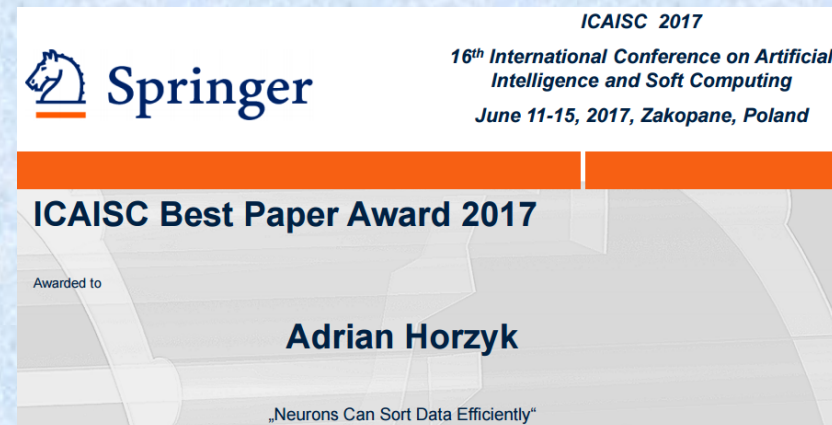 Springer
ICAISC 2017
16th International Conference on Artificial
Intelligence and Soft Computing
June 11-15, 2017, Zakopane, Poland
ICAISC Best Paper Award 2017
Awarded to
Adrian Horzyk
„Neurons Can Sort Data Efficiently“